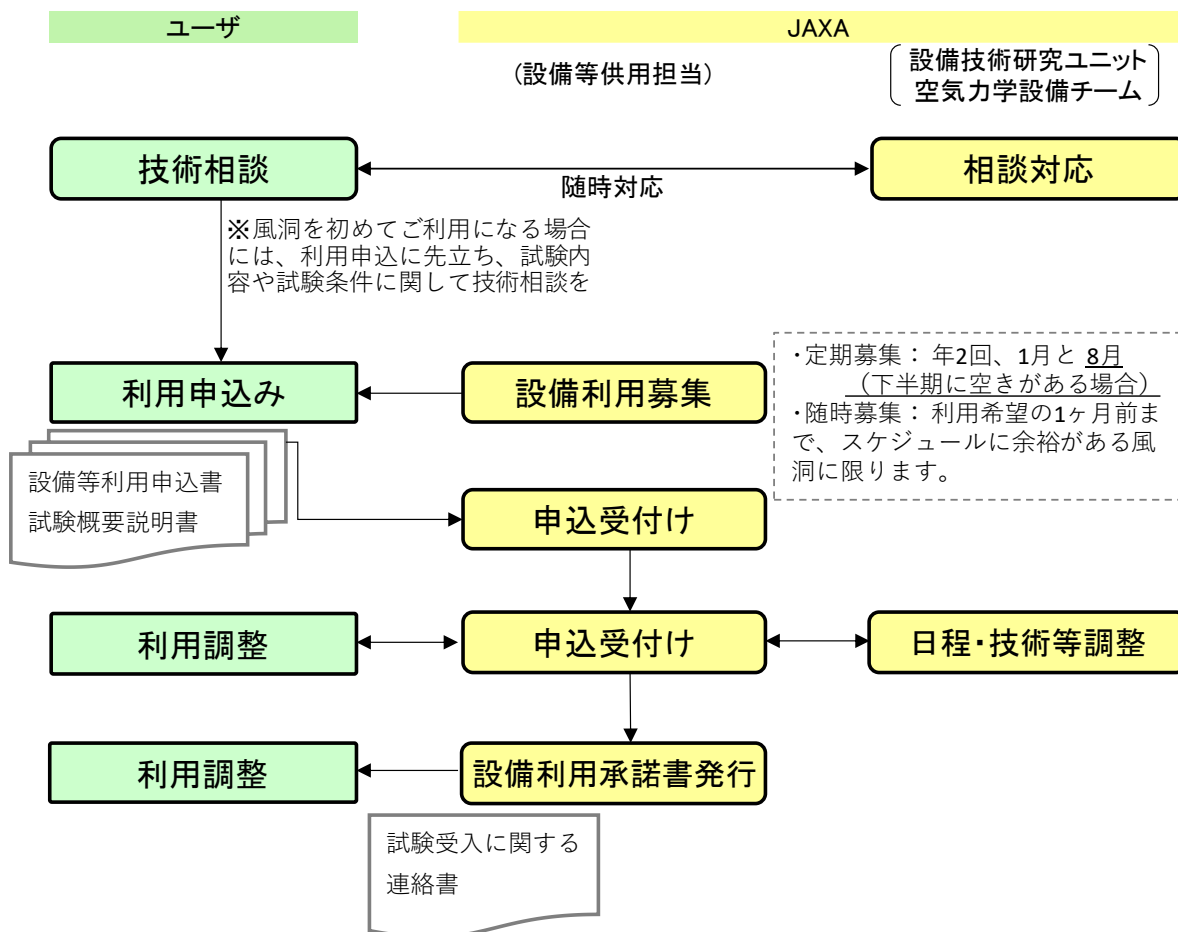 ユーザ
JAXA
(設備等供用担当)
設備技術研究ユニット
空気力学設備チーム
技術相談
随時対応
相談対応
※風洞を初めてご利用になる場合
には、利用申込に先立ち、試験内
容や試験条件に関して技術相談を
利用申込み
設備利用募集
・定期募集： 年2回、1月と 8月
（下半期に空きがある場合）
・随時募集： 利用希望の1ヶ月前ま
で、スケジュールに余裕がある風
洞に限ります。
設備等利用申込書
試験概要説明書
申込受付け
利用調整
申込受付け
日程・技術等調整
利用調整
設備利用承諾書発行
試験受入に関する
連絡書